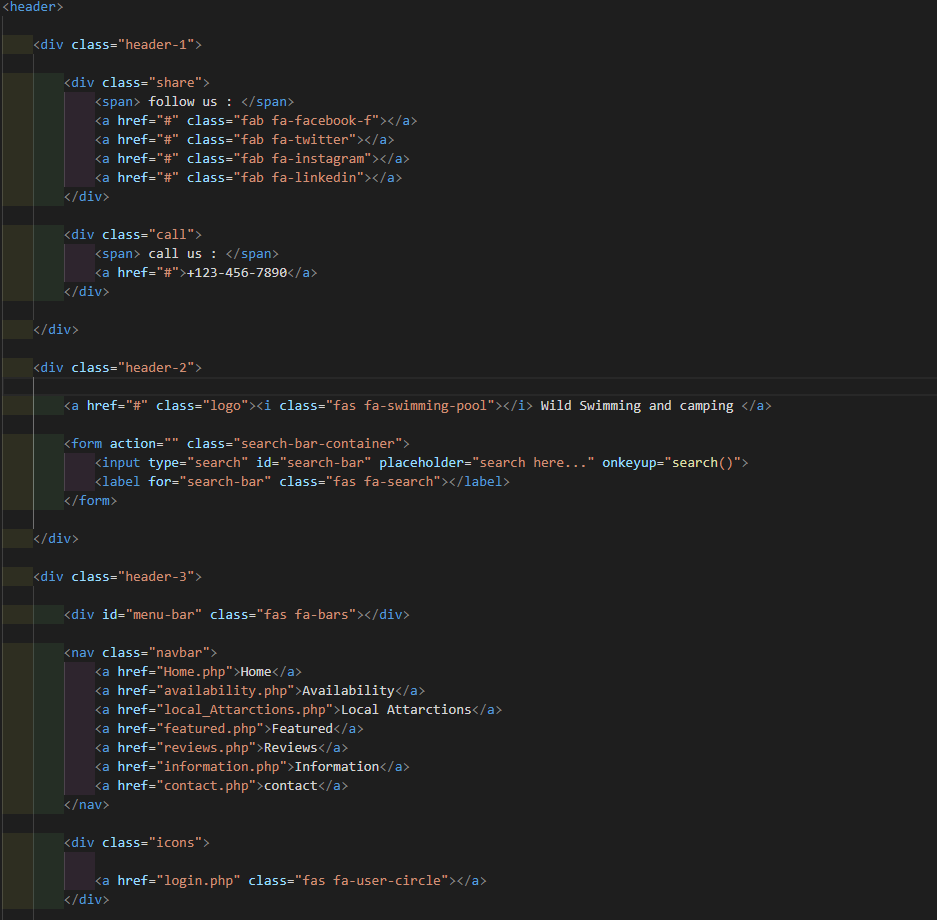 <header>
<div class="header-1">
<div class="share">
<span> follow us : </span>
<a href="#" class="fab fa-facebook-f"></a>
<a href="#" class="fab fa-twitter"></a>
<a href="#" class="fab fa-instagram"></a>
<a href="#" class="fab fa-linkedin"></a>
</div>
<div class="call">
<span> call us : </span>
<a href="#">+123-456-7890</a>
</div>
</div>
<div class="header-2">
<a href="#" class="logo"><i class="fas fa-swimming-pool"></i> Wild Swimming and camping </a>
<form action="" class="search-bar-container">
<input type="search" id="search-bar" placeholder="search here..." onkeyup="search()">
<label for="search-bar" class="fas fa-search"></label>
</form>
</div>
<div class="header-3">
<div id="menu-bar" class="fas fa-bars"></div>
<nav class="navbar">
<a href="Home.php">Home</a>
<a href="availability.php">Availability</a>
<a href="local_Attarctions.php">Local Attarctions</a>
<a href="featured.php">Featured</a>
<a href="reviews.php">Reviews</a>
<a href="information.php">Information</a>
<a href="contact.php">contact</a>
</nav>
<div class="icons">
<a href="login.php" class="fas fa-user-circle"></a>
</div>